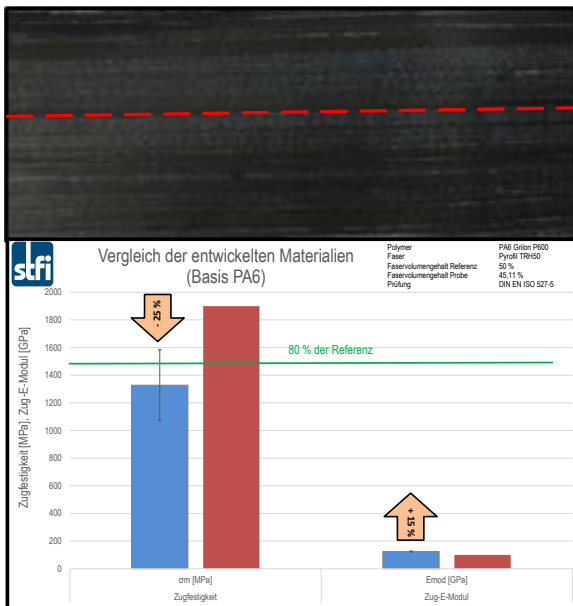 stfi
Vergleich der entwickelten Materialien
(Basis PA6)
Polymer PA6 Grilon P600
Faser Pyrofil TRH50
Faservolumengehalt Referenz 50 %
Faservolumengehalt Probe 45,11 %
Prüfung DIN EN ISO 527-5
Zugfestigkeit [MPa], Zug-E-Modul [GPa]
2000
1800
1600
1400
1200
1000
800
600
400
200
0
- 25 %
80 % der Referenz
+ 15 %
σm [MPa] Emod [GPa]
Zugfestigkeit Zug-E-Modul